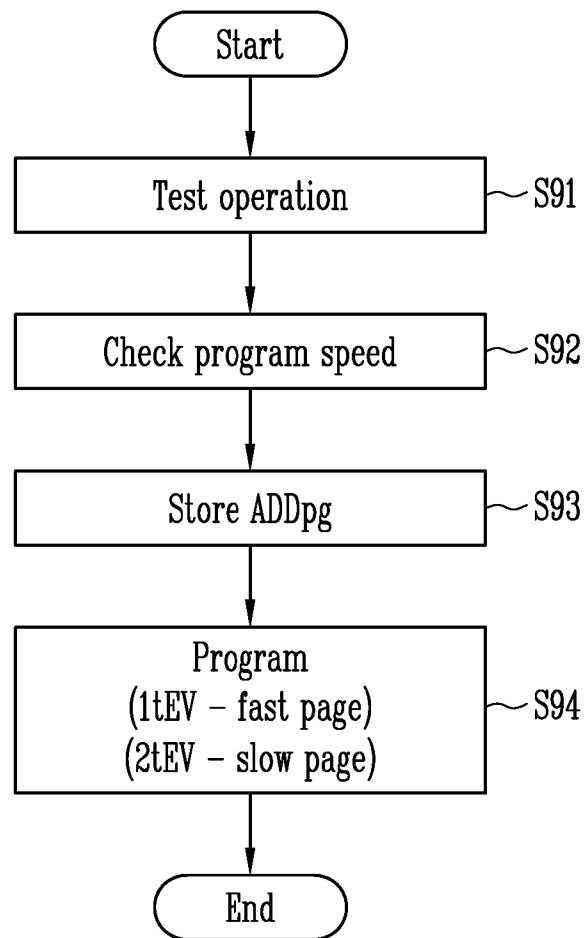 Start
Test operation
S91
Check program speed
S92
Store ADDpg
S93
Program
(1tEV – fast page)
(2tEV – slow page)
S94
End